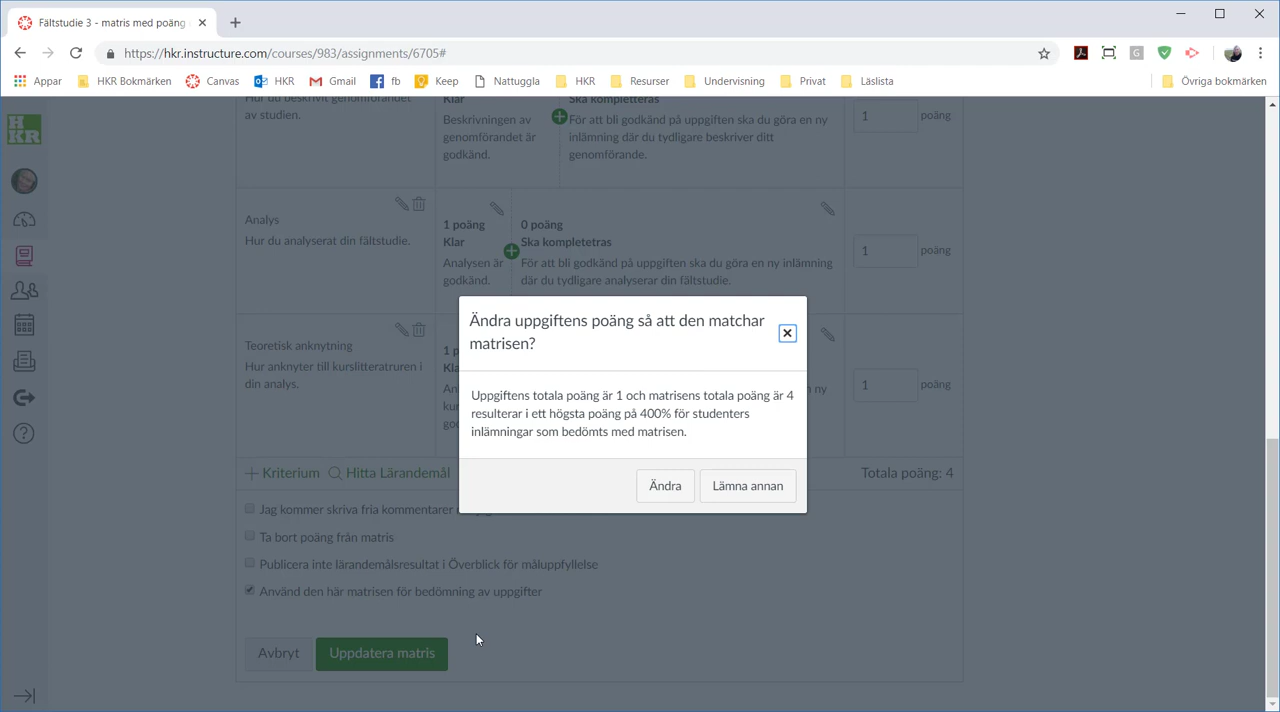 Fältstudie 3 - matris med poäng
https://hkr.instructure.com/courses/983/assignments/6705#
Appar HKR Bokmärken Canvas HKR Gmail fb Keep Nattuggla HKR Resurser Undervisning Privat Läslista Övriga bokmärken
HKR
Hur du beskrivit genomförandet
av studien.
Klar
Beskrivningen av
genomförandet är
godkänd.
Ska kompletteras
För att bli godkänd på uppgiften ska du göra en ny
inlämning där du tydligare beskriver ditt
genomförande.
1 poäng
Analys
Hur du analyserat din fältstudie.
1 poäng
Klar
Analysen är
godkänd.
0 poäng
Ska kompletetras
För att bli godkänd på uppgiften ska du göra en ny inlämning
där du tydligare analyserar din fältstudie.
1 poäng
Teoretisk anknytning
Hur anknyter till kurslitteratruren i
din analys.
1 poäng
Ändra uppgiftens poäng så att den matchar
matrisen?
Uppgiftens totala poäng är 1 och matrisens totala poäng är 4
resulterar i ett högsta poäng på 400% för studenters
inlämningar som bedömts med matrisen.
Ändra Lämna annan
Kriterium Hitta Lärandemål Totala poäng: 4
Jag kommer skriva fria kommentarer
Ta bort poäng från matris
Publicera inte lärandemålsresultat i Överblick för måluppfyllelse
Använd den här matrisen för bedömning av uppgifter
Avbryt Uppdatera matris